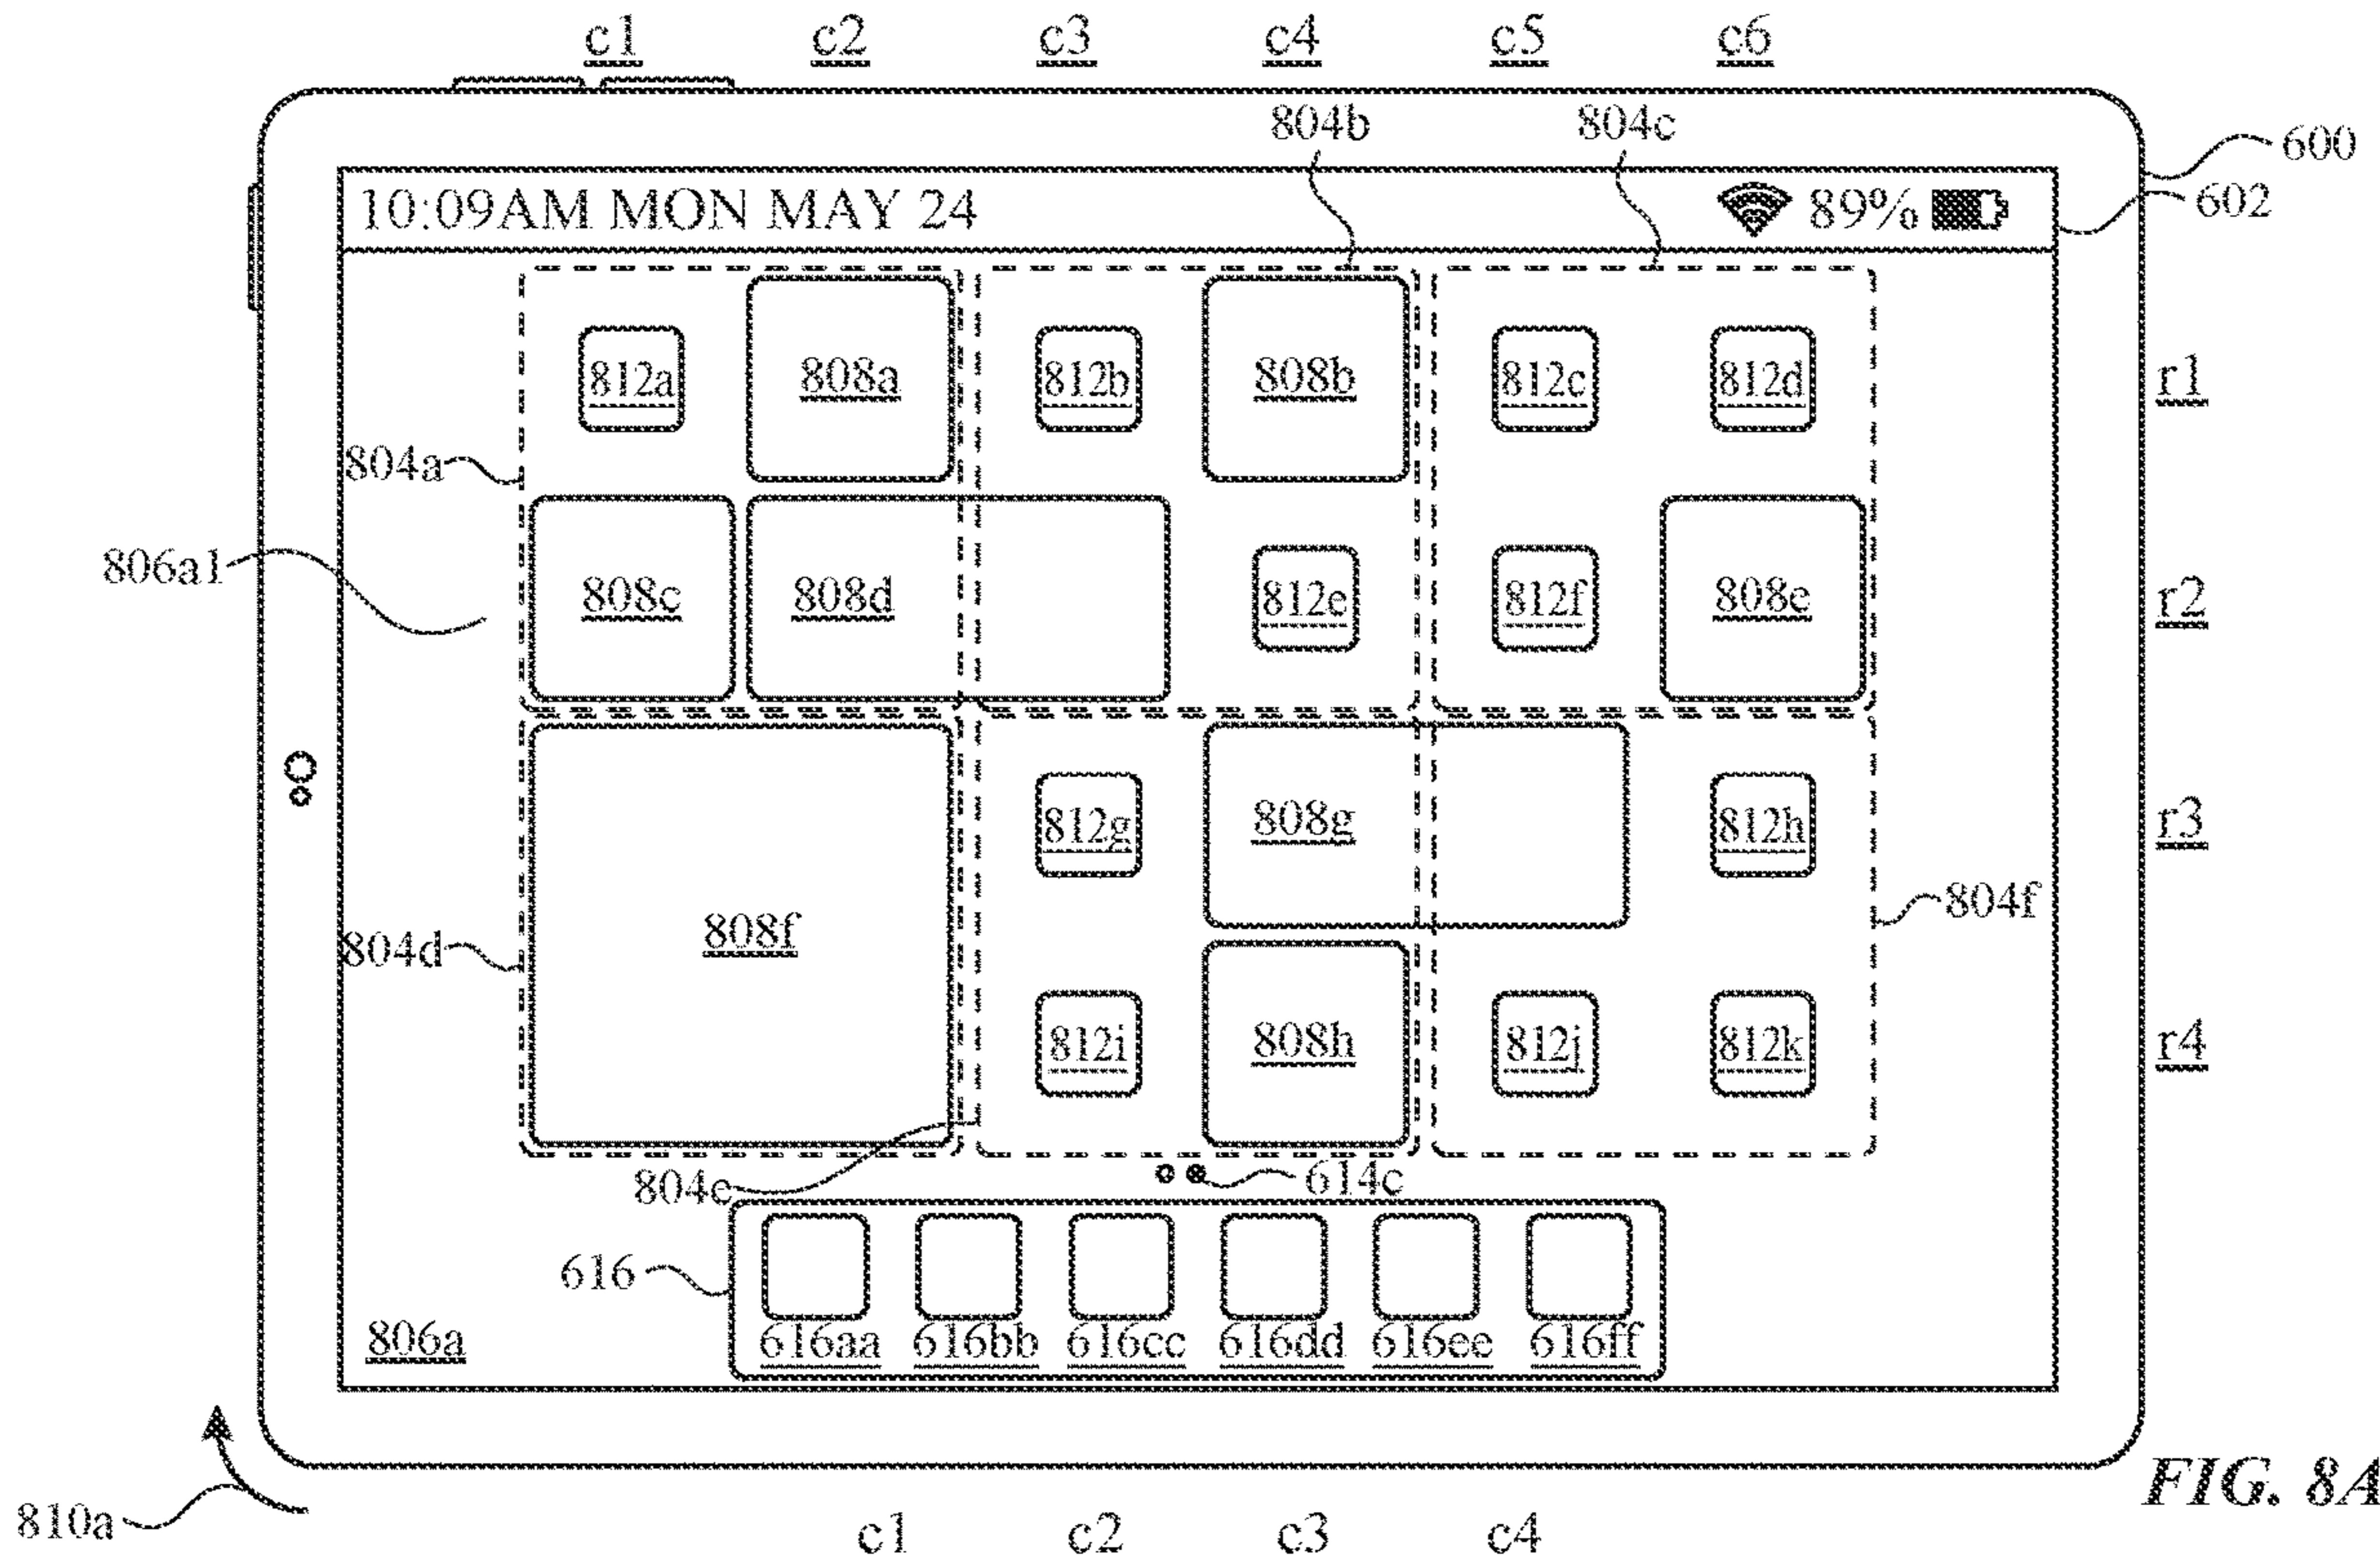 c1 c2 c3 c4 c5 c6
804b 804c
600
10:09AM MON MAY 24 89%
602
812a 808a 812b 808b 812c 812d r1
804a
806a1 808c 808d 812e 812f 808e r2
812g 808g 812h r3
804f
804d 808f
812i 808h 812j 812k r4
804e 614c
616
616aa 616bb 616cc 616dd 616ee 616ff
806a
FIG. 8A
810a
c1 c2 c3 c4